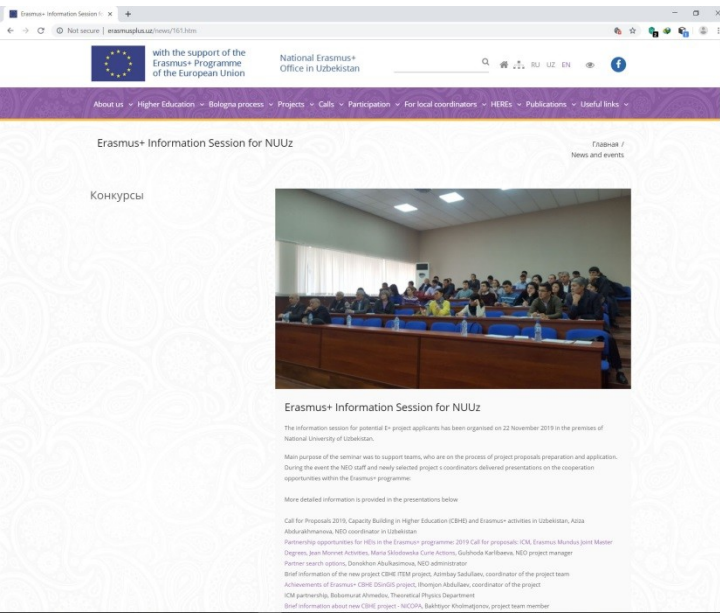 Erasmus+ Information Session f
Not secure | erasmusplus.uz/news/161.htm
with the support of the
Erasmus+ Programme
of the European Union
National Erasmus+
Office in Uzbekistan
RU UZ EN
About us Higher Education Bologna process Projects Calls Participation For local coordinators HEREs Publications Useful links
Erasmus+ Information Session for NUUz
Главная /
News and events
Конкурсы
Erasmus+ Information Session for NUUz
The information session for potential E+ project applicants has been organised on 22 November 2019 in the premises of
National University of Uzbekistan.
Main purpose of the seminar was to support teams, who are on the process of project proposals preparation and application.
During the event the NEO staff and newly selected project s coordinators delivered presentations on the cooperation
opportunities within the Erasmus+ programme:
More detailed information is provided in the presentations below
Call for Proposals 2019, Capacity Building in Higher Education (CBHE) and Erasmus+ activities in Uzbekistan, Aziza
Abdurakhmanova, NEO coordinator in Uzbekistan
Partnership opportunities for HEIs in the Erasmus+ programme: 2019 Call for proposals: ICM, Erasmus Mundus Joint Master
Degrees, Jean Monnet Activities, Maria Sklodowska Curie Actions, Gulshoda Karlibaeva, NEO project manager
Partner search options, Donokhon Abulkasimova, NEO administrator
Brief information of the new project CBHE ITEM project, Azimbay Sadullaev, coordinator of the project team
Achievements of Erasmus+ CBHE DSinGIS project, Ilhomjon Abdullaev, coordinator of the project
ICM partnership, Bobomurat Ahmedov, Theoretical Physics Department
Brief information about new CBHE project - NICOPA, Bakhtiyor Kholmatjonov, project team member